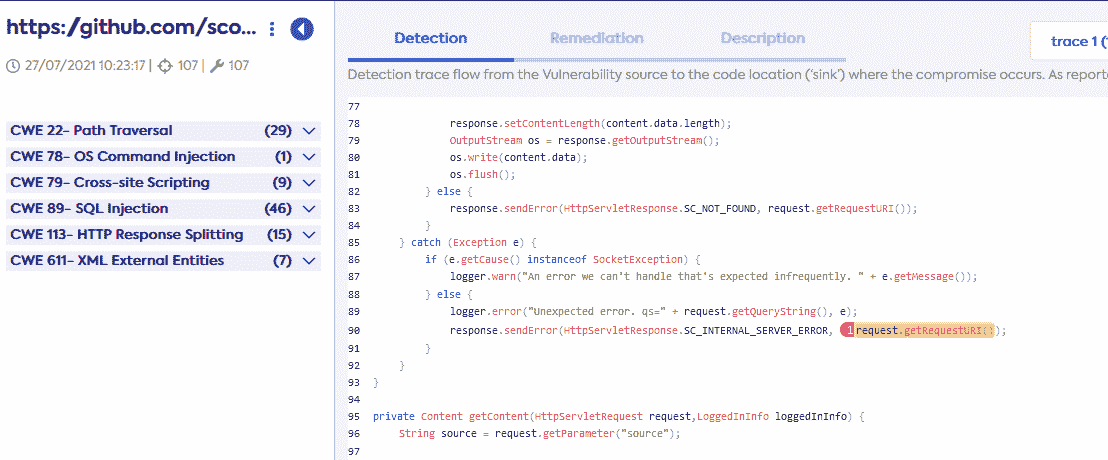 https://github.com/sco...
27/07/2021 10:23:17 | 107 | 107
CWE 22- Path Traversal (29)
CWE 78- OS Command Injection (1)
CWE 79- Cross-site Scripting (9)
CWE 89- SQL Injection (46)
CWE 113- HTTP Response Splitting (15)
CWE 611- XML External Entities (7)
Detection Remediation Description
trace 1 (
Detection trace flow from the Vulnerability source to the code location ('sink') where the compromise occurs. As reporte
77
78 response.setContentLength(content.data.length);
79 OutputStream os = response.getOutputStream();
80 os.write(content.data);
81 os.flush();
82 } else {
83 response.sendError(HttpServletResponse.SC_NOT_FOUND, request.getRequestURI());
84 }
85 } catch (Exception e) {
86 if (e.getCause() instanceof SocketException) {
87 logger.warn("An error we can't handle that's expected infrequently. " + e.getMessage());
88 } else {
89 logger.error("Unexpected error. qs=" + request.getQueryString(), e);
90 response.sendError(HttpServletResponse.SC_INTERNAL_SERVER_ERROR, 1 request.getRequestURI());
91 }
92 }
93 }
94
95 private Content getContent(HttpServletRequest request,LoggedInInfo loggedInInfo) {
96 String source = request.getParameter("source");
97